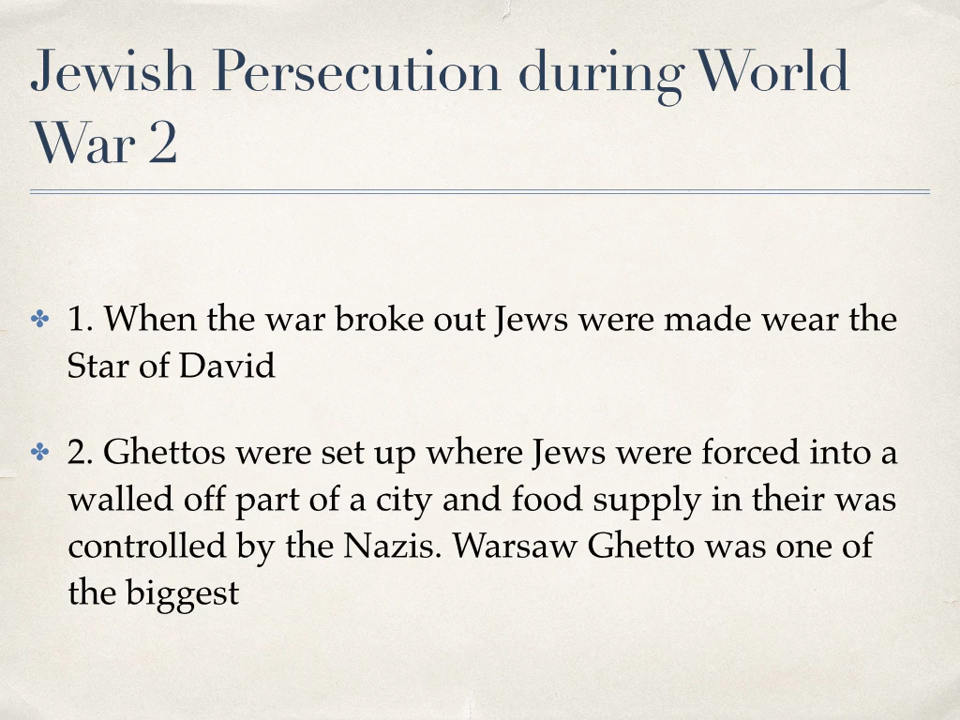 Jewish Persecution during World
War 2
1. When the war broke out Jews were made wear the
Star of David
2. Ghettos were set up where Jews were forced into a
walled off part of a city and food supply in their was
controlled by the Nazis. Warsaw Ghetto was one of
the biggest